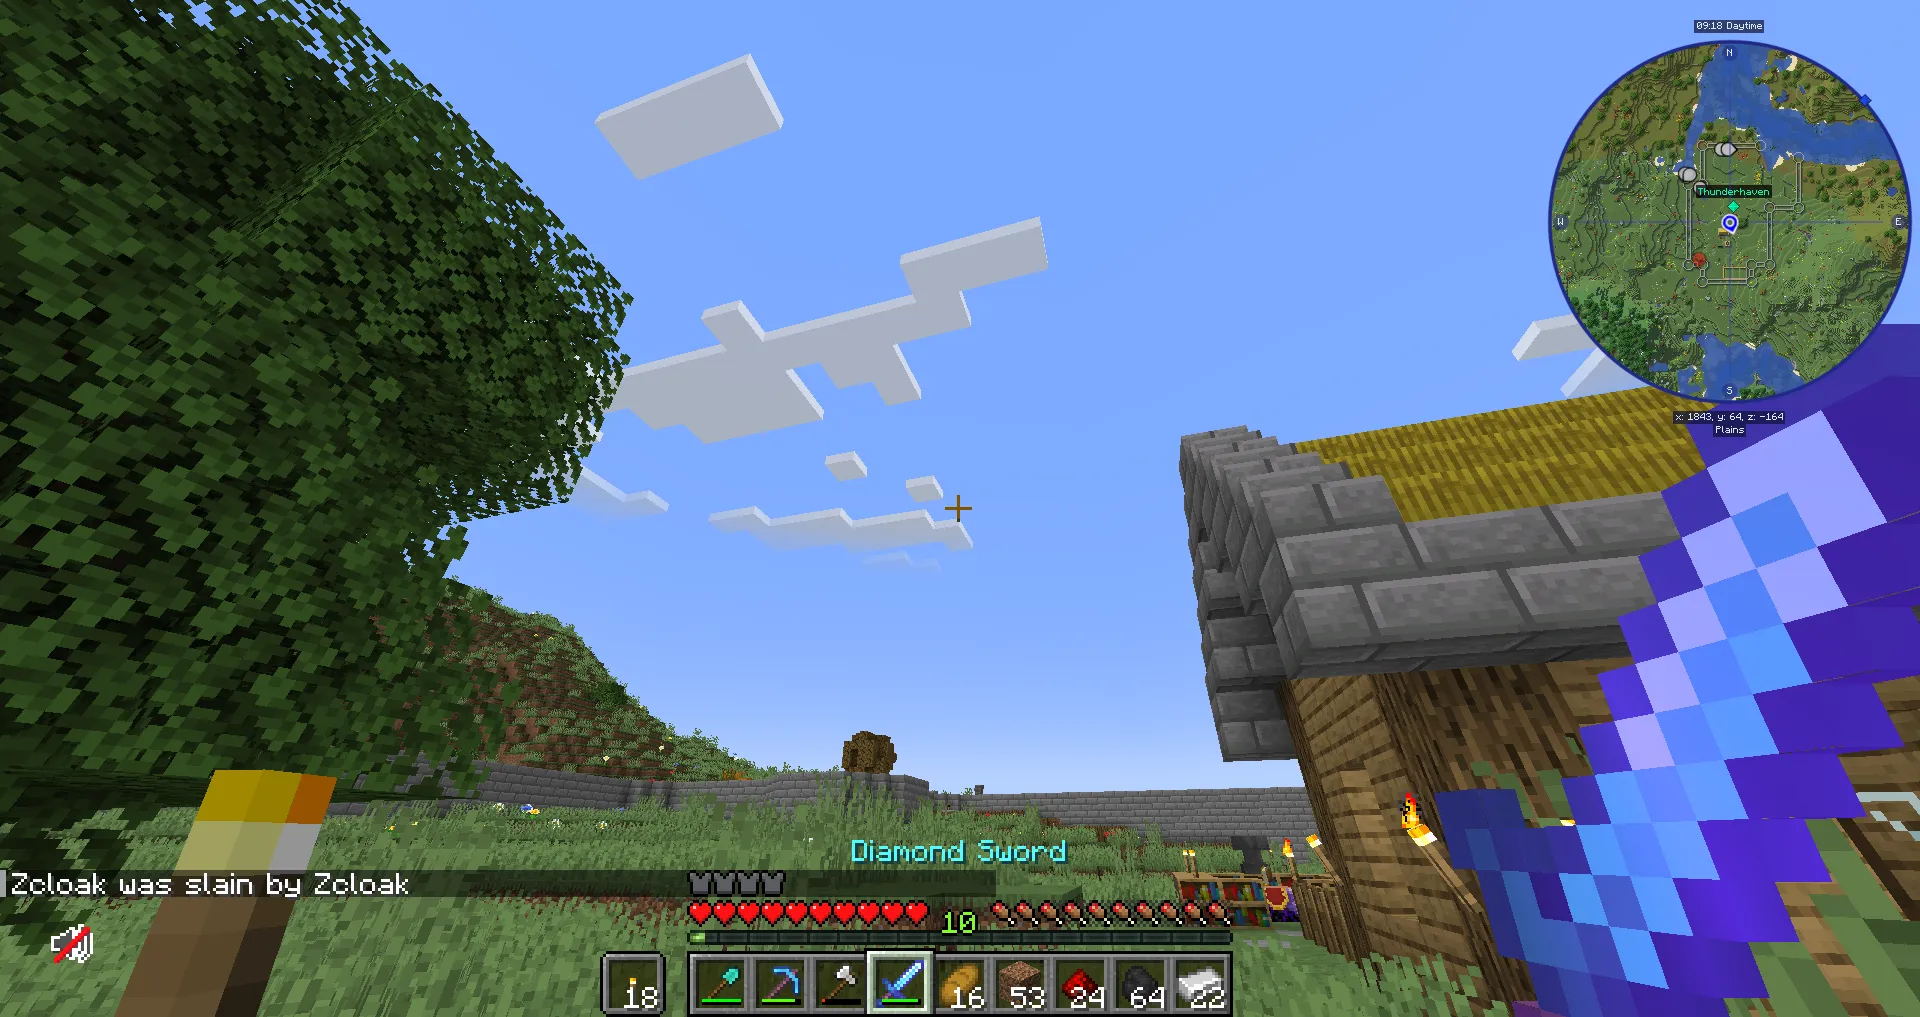 09:18 Daytime
N
W
E
Thunderhaven
S
x: 1843, y: 64, z: -164
Plains
Diamond Sword
Zcloak was slain by Zcloak
10
18
16
53
24
64
22